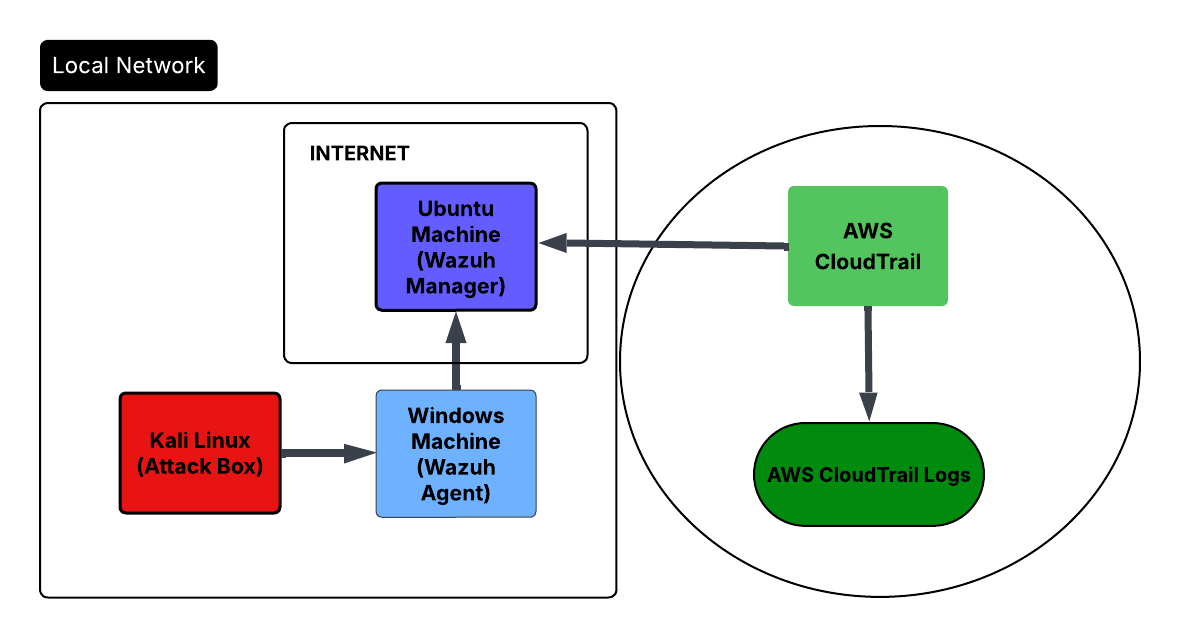 Local Network
INTERNET
Ubuntu
Machine
(Wazuh
Manager)
AWS
CloudTrail
Kali Linux
(Attack Box)
Windows
Machine
(Wazuh
Agent)
AWS CloudTrail Logs